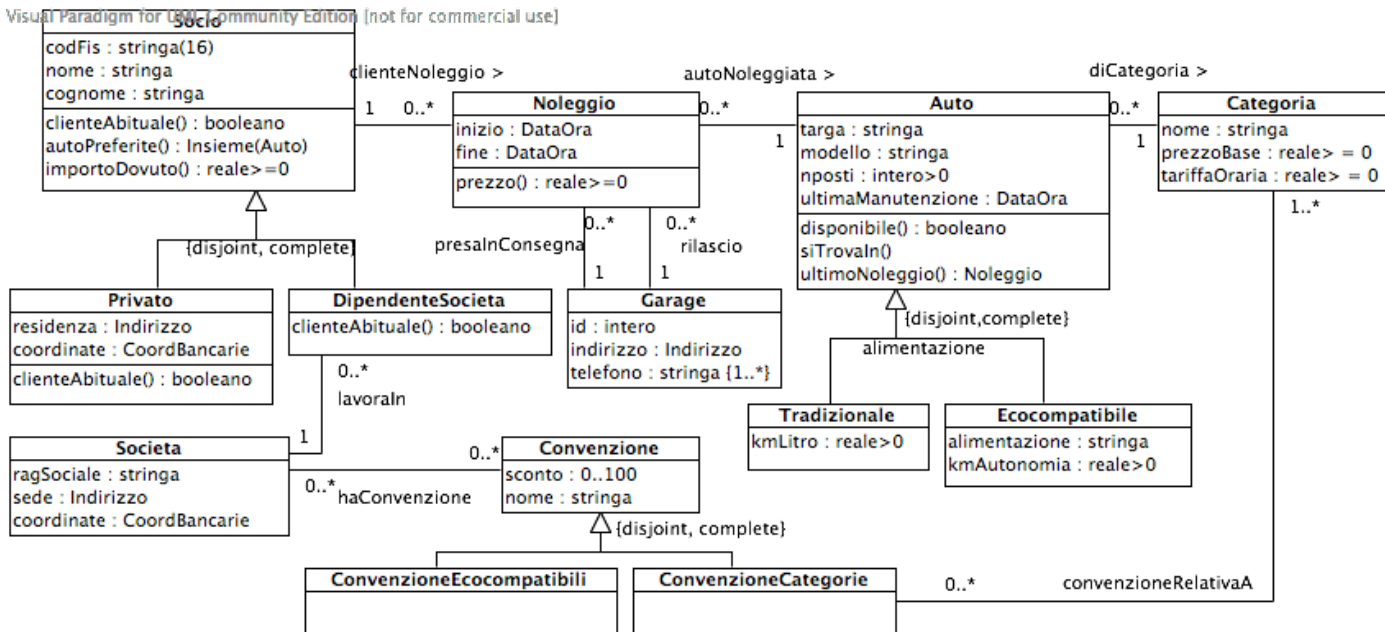 Visual Paradigm for UML Community Edition [not for commercial use]
Socio
codFis : stringa(16)
nome : stringa
cognome : stringa
clienteAbituale() : booleano
autoPreferite() : Insieme(Auto)
importoDovuto() : reale>=0
clienteNoleggio >
1
0..*
Noleggio
inizio : DataOra
fine : DataOra
prezzo() : reale>=0
autoNoleggiata >
0..*
1
Auto
targa : stringa
modello : stringa
nposti : intero>0
ultimaManutenzione : DataOra
disponibile() : booleano
siTrovaIn()
ultimoNoleggio() : Noleggio
diCategoria >
0..*
1
Categoria
nome : stringa
prezzoBase : reale> = 0
tariffaOraria : reale> = 0
1..*
{disjoint, complete}
0..*
presaInConsegna
1
0..*
rilascio
1
Privato
residenza : Indirizzo
coordinate : CoordBancarie
clienteAbituale() : booleano
DipendenteSocieta
clienteAbituale() : booleano
Garage
id : intero
indirizzo : Indirizzo
telefono : stringa {1..*}
{disjoint,complete}
alimentazione
Tradizionale
kmLitro : reale>0
Ecocompatibile
alimentazione : stringa
kmAutonomia : reale>0
0..*
lavoraIn
1
Societa
ragSociale : stringa
sede : Indirizzo
coordinate : CoordBancarie
0..*
0..*
haConvenzione
Convenzione
sconto : 0..100
nome : stringa
{disjoint, complete}
ConvenzioneEcocompatibili
ConvenzioneCategorie
0..*
convenzioneRelativaA